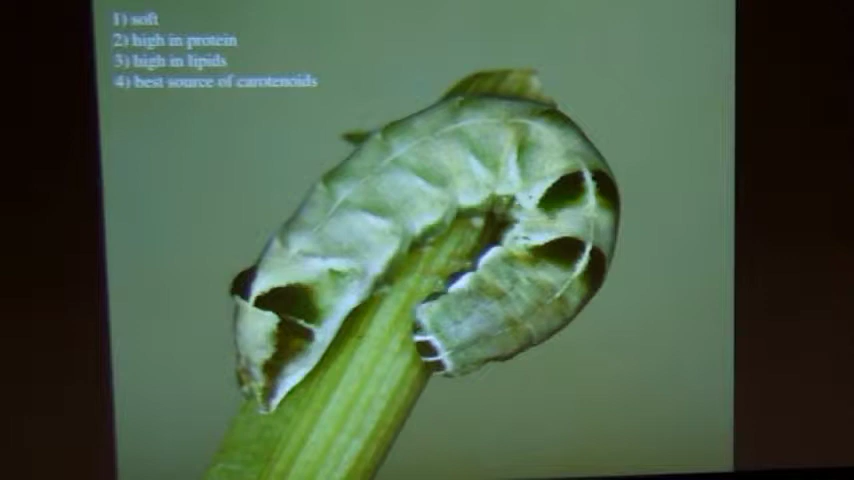 1) soft
2) high in protein
3) high in lipids
4) best source of carotenoids